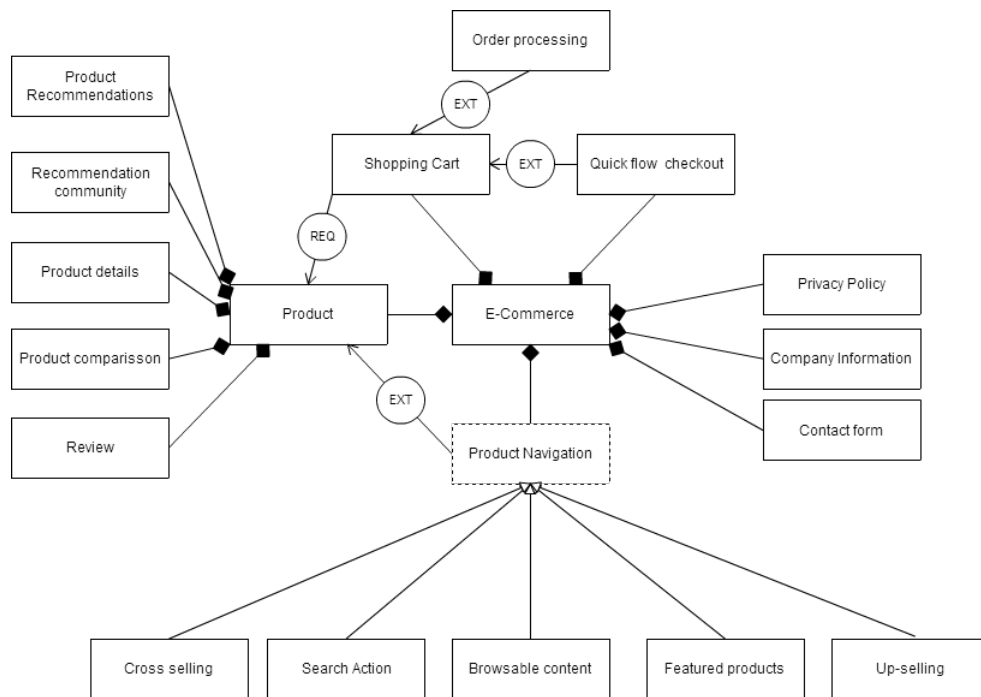 Order processing
Product
Recommendations
EXT
Shopping Cart
EXT
Quick flow checkout
Recommendation
community
REQ
Product details
Product
E-Commerce
Privacy Policy
Product comparisson
Company Information
EXT
Review
Product Navigation
Contact form
Cross selling
Search Action
Browsable content
Featured products
Up-selling